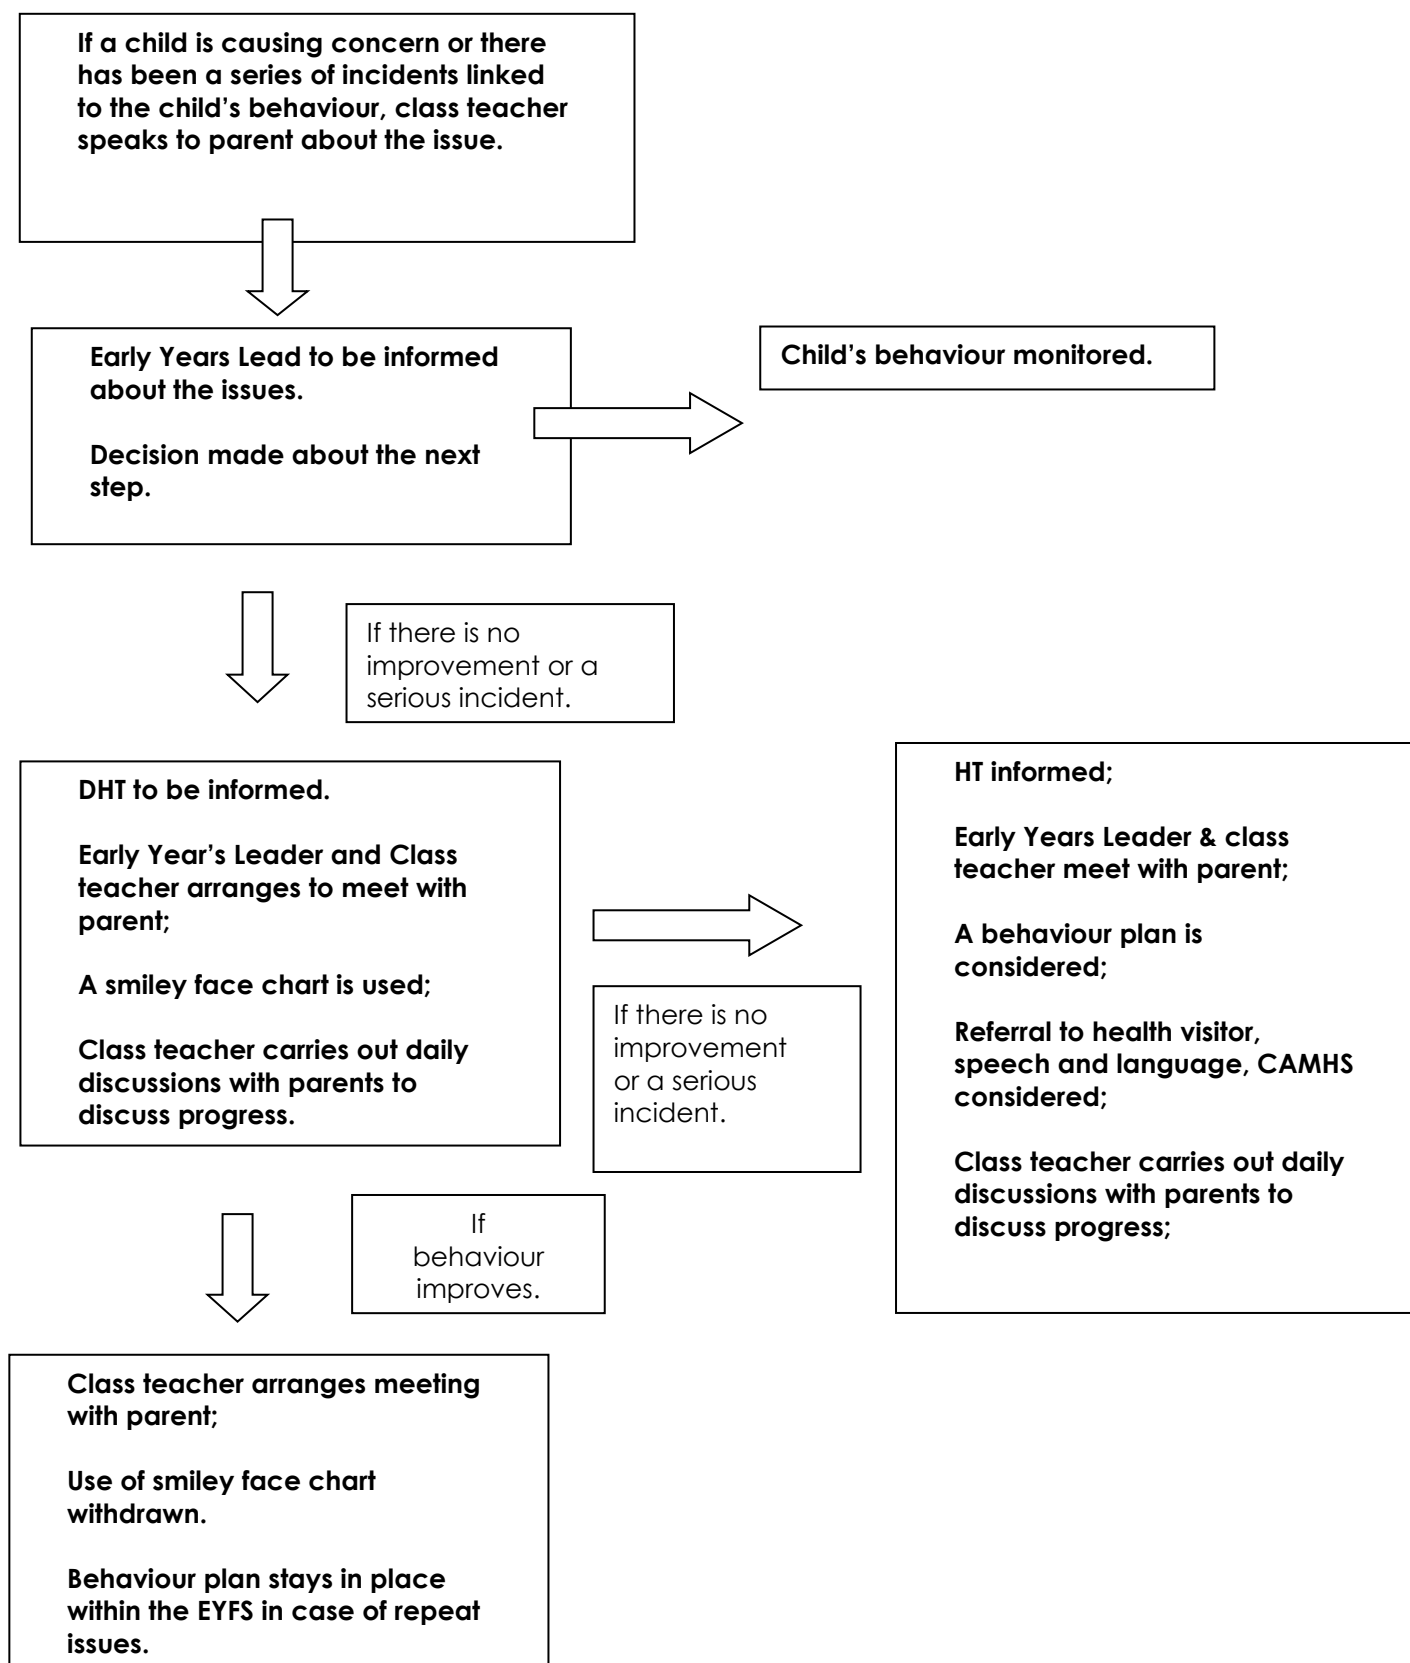 If a child is causing concern or there
has been a series of incidents linked
to the child’s behaviour, class teacher
speaks to parent about the issue.
Early Years Lead to be informed
about the issues.
Decision made about the next
step.
Child’s behaviour monitored.
If there is no
improvement or a
serious incident.
DHT to be informed.
Early Year’s Leader and Class
teacher arranges to meet with
parent;
A smiley face chart is used;
Class teacher carries out daily
discussions with parents to
discuss progress.
If there is no
improvement
or a serious
incident.
HT informed;
Early Years Leader & class
teacher meet with parent;
A behaviour plan is
considered;
Referral to health visitor,
speech and language, CAMHS
considered;
Class teacher carries out daily
discussions with parents to
discuss progress;
If
behaviour
improves.
Class teacher arranges meeting
with parent;
Use of smiley face chart
withdrawn.
Behaviour plan stays in place
within the EYFS in case of repeat
issues.